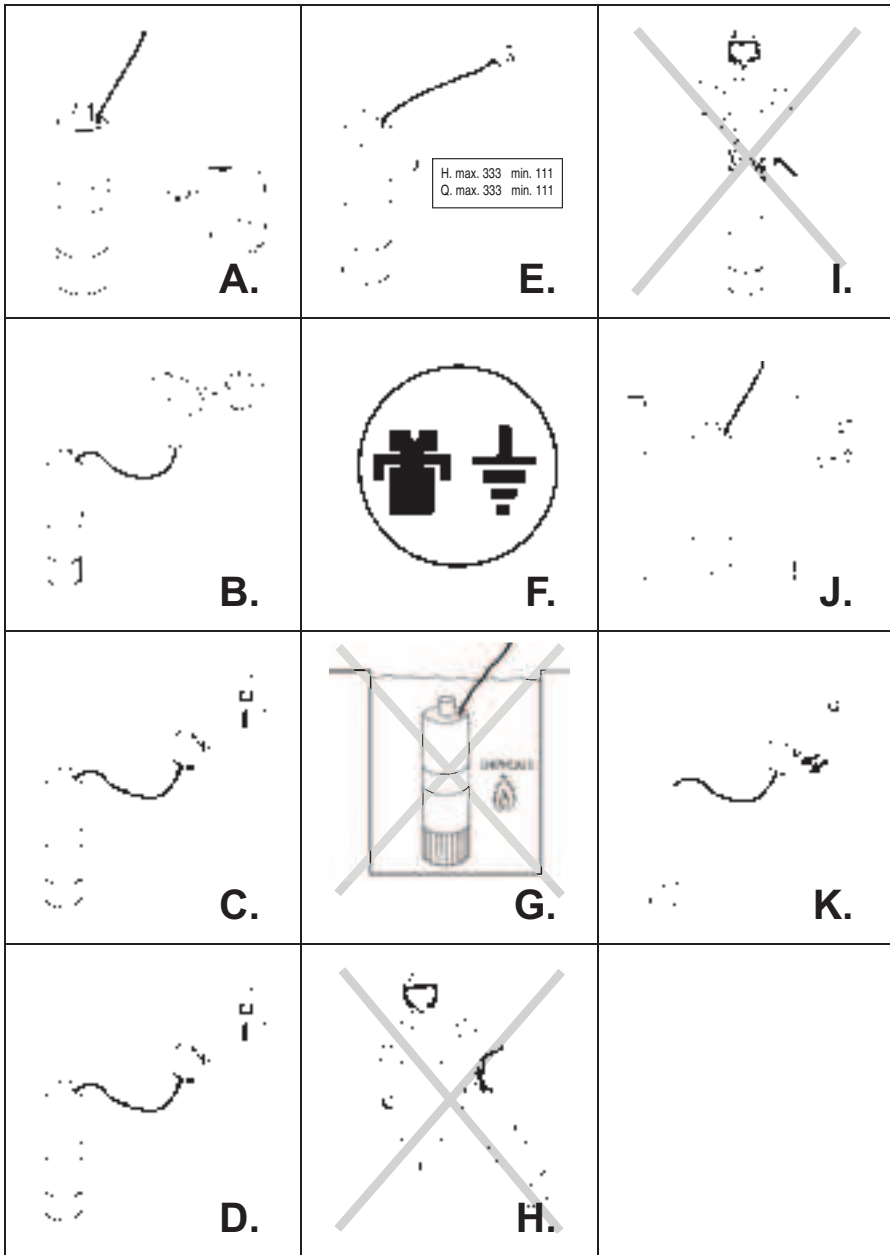 A.
E.
H. max. 333 min. 111
Q. max. 333 min. 111
I.
B.
F.
J.
C.
G.
K.
D.
H.